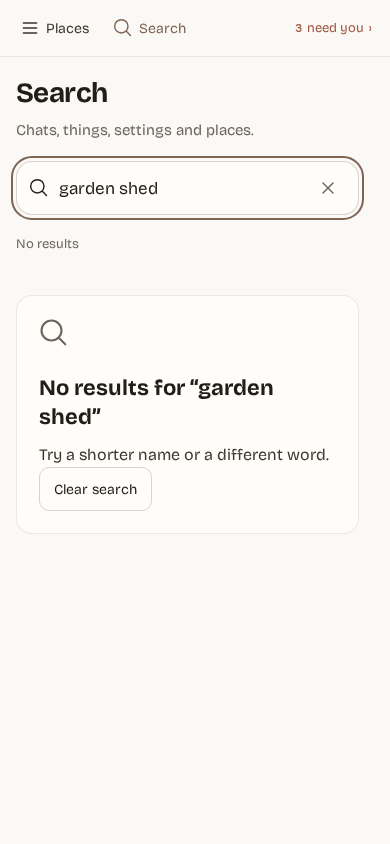 Places
Search
3 need you ›
Search
Chats, things, settings and places.
garden shed
No results
No results for “garden
shed”
Try a shorter name or a different word.
Clear search